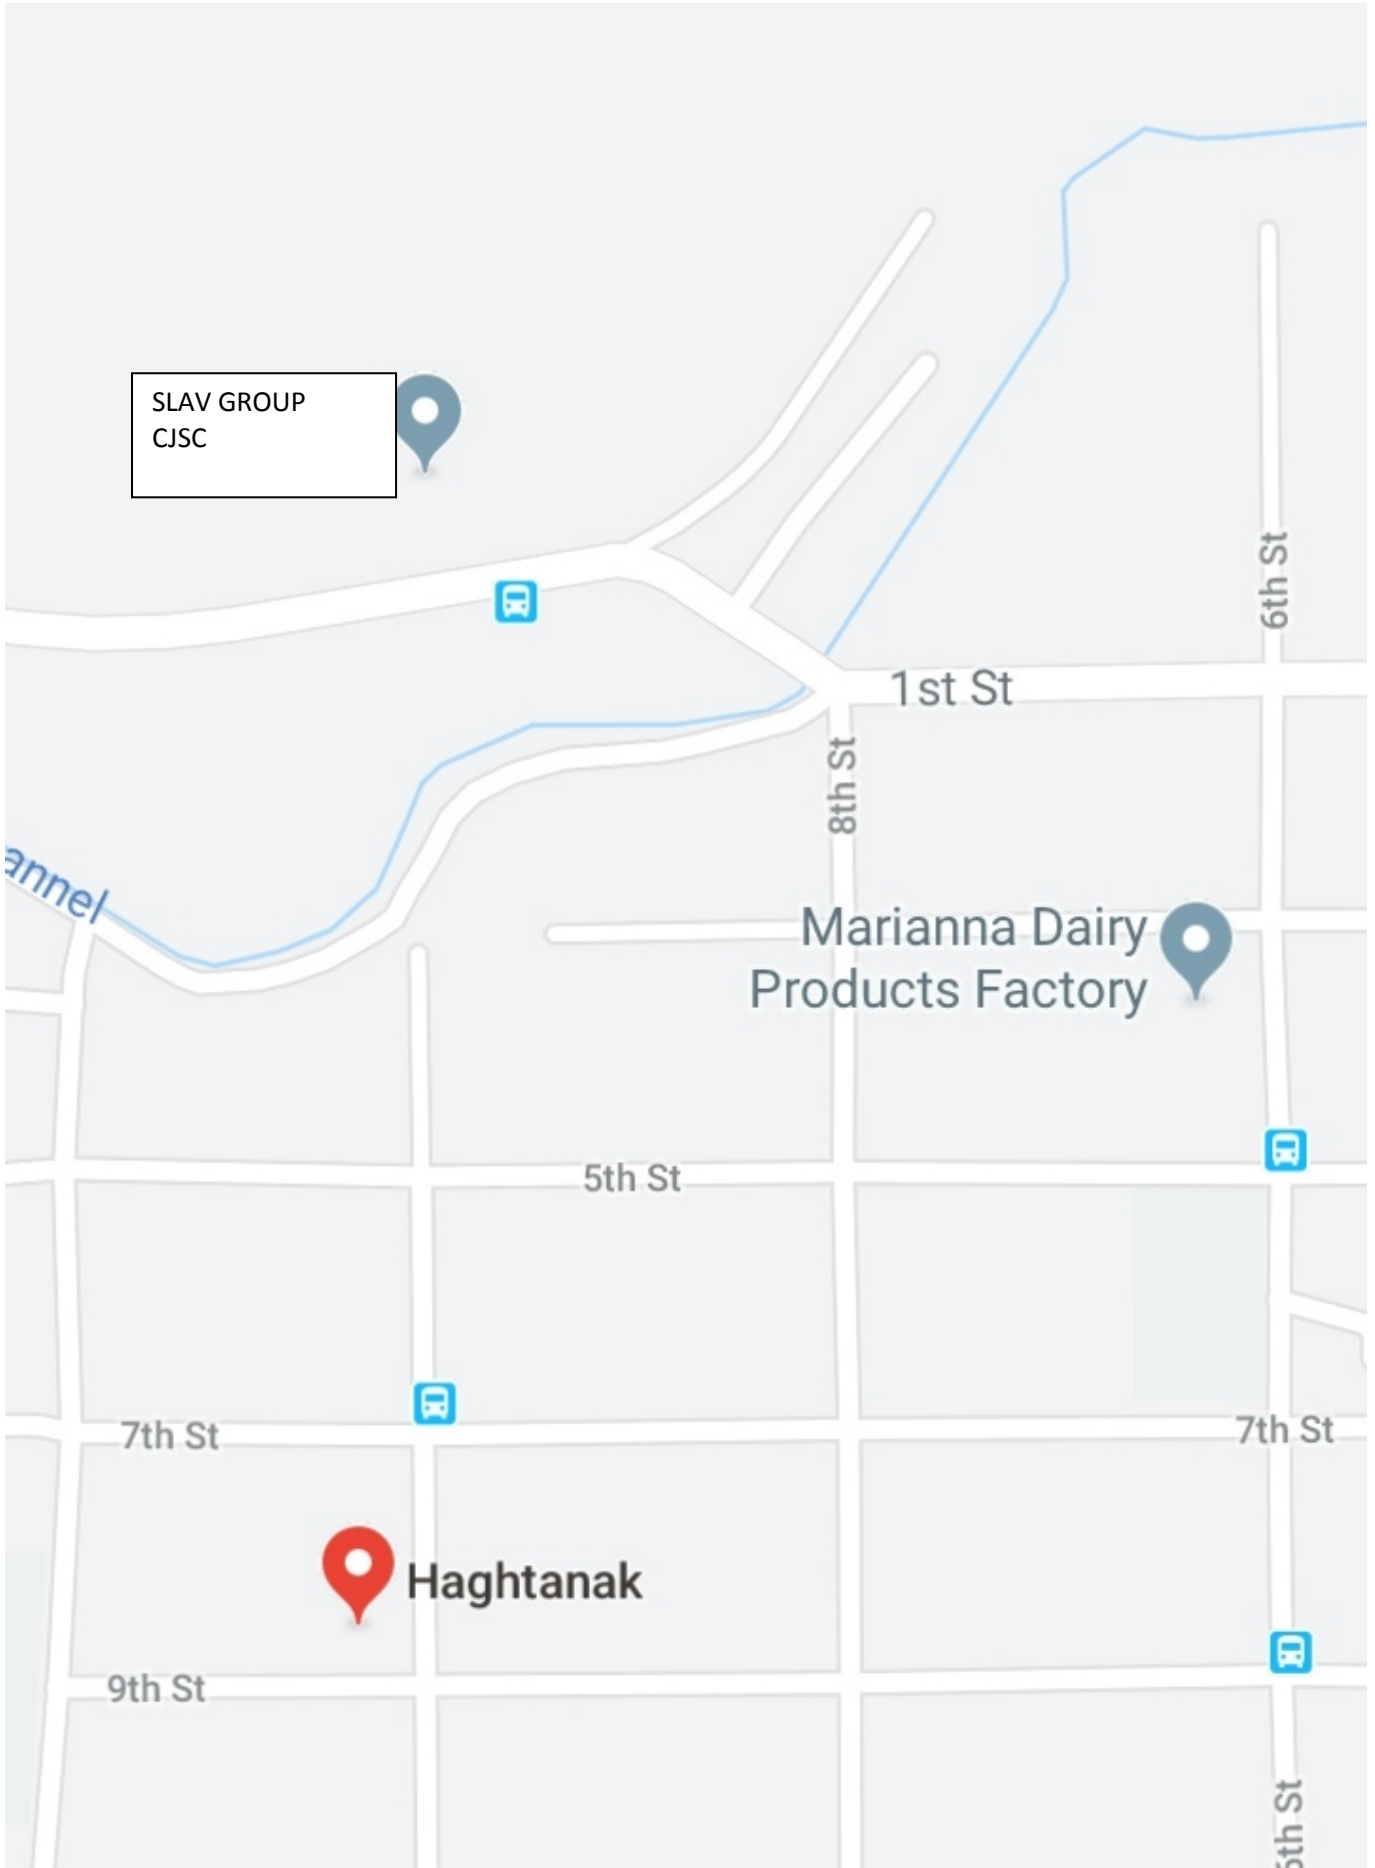 SLAV GROUP
CJSC
6th St
1st St
8th St
annel
Marianna Dairy
Products Factory
5th St
7th St
7th St
Haghtanak
9th St
6th St